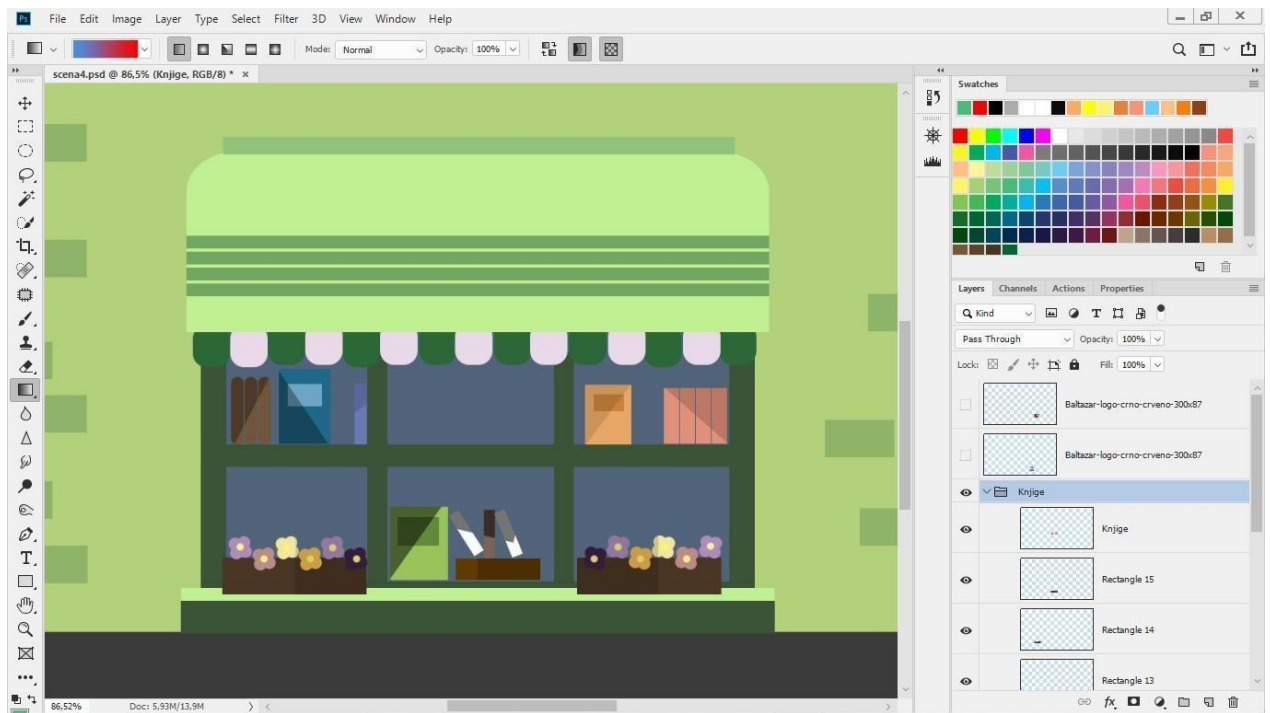 Ps File Edit Image Layer Type Select Filter 3D View Window Help
Mode: Normal Opacity: 100%
scena4.psd @ 86,5% (Knjige, RGB/8) * ×
Swatches
Layers Channels Actions Properties
Kind
Pass Through Opacity: 100%
Lock: Fill: 100%
Baltazar-logo-crno-crveno-300x87
Baltazar-logo-crno-crveno-300x87
Knjige
Knjige
Rectangle 15
Rectangle 14
Rectangle 13
86,52% Doc: 5,93M/13,9M